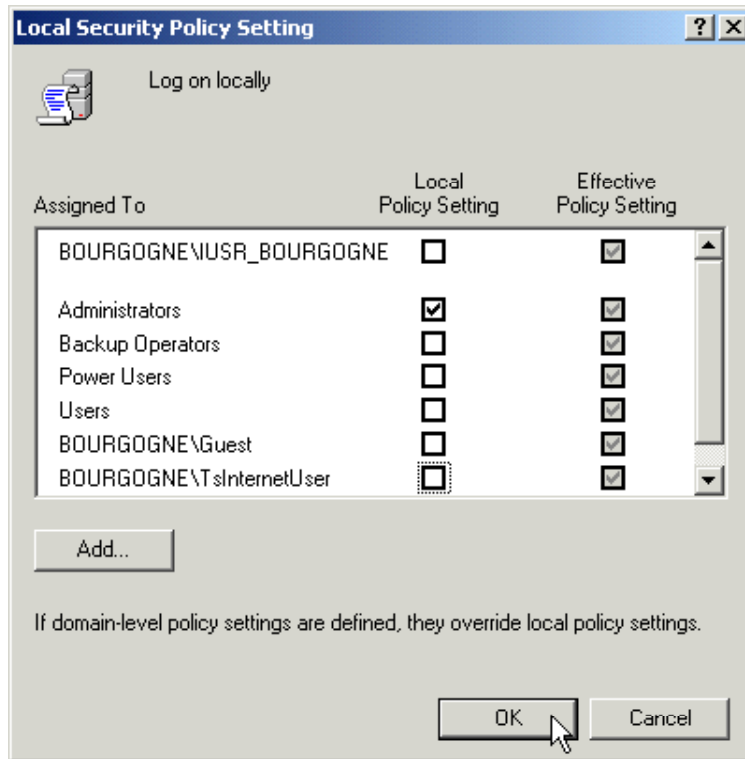 Local Security Policy Setting
Log on locally
Local Effective
Assigned To Policy Setting Policy Setting
BOURGOGNE\IUSR_BOURGOGNE
Administrators
Backup Operators
Power Users
Users
BOURGOGNE\Guest
BOURGOGNE\TsInternetUser
Add...
If domain-level policy settings are defined, they override local policy settings.
OK Cancel